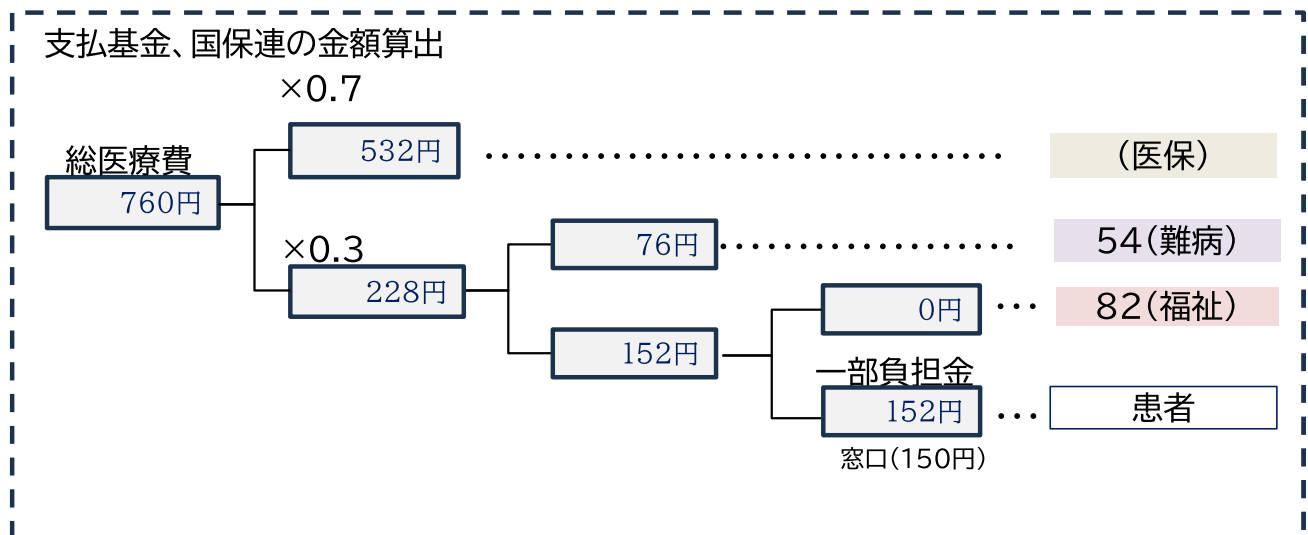 支払基金、国保連の金額算出
×0.7
532円
(医保)
総医療費
760円
×0.3
228円
76円
54(難病)
152円
0円
82(福祉)
一部負担金
152円
患者
窓口(150円)